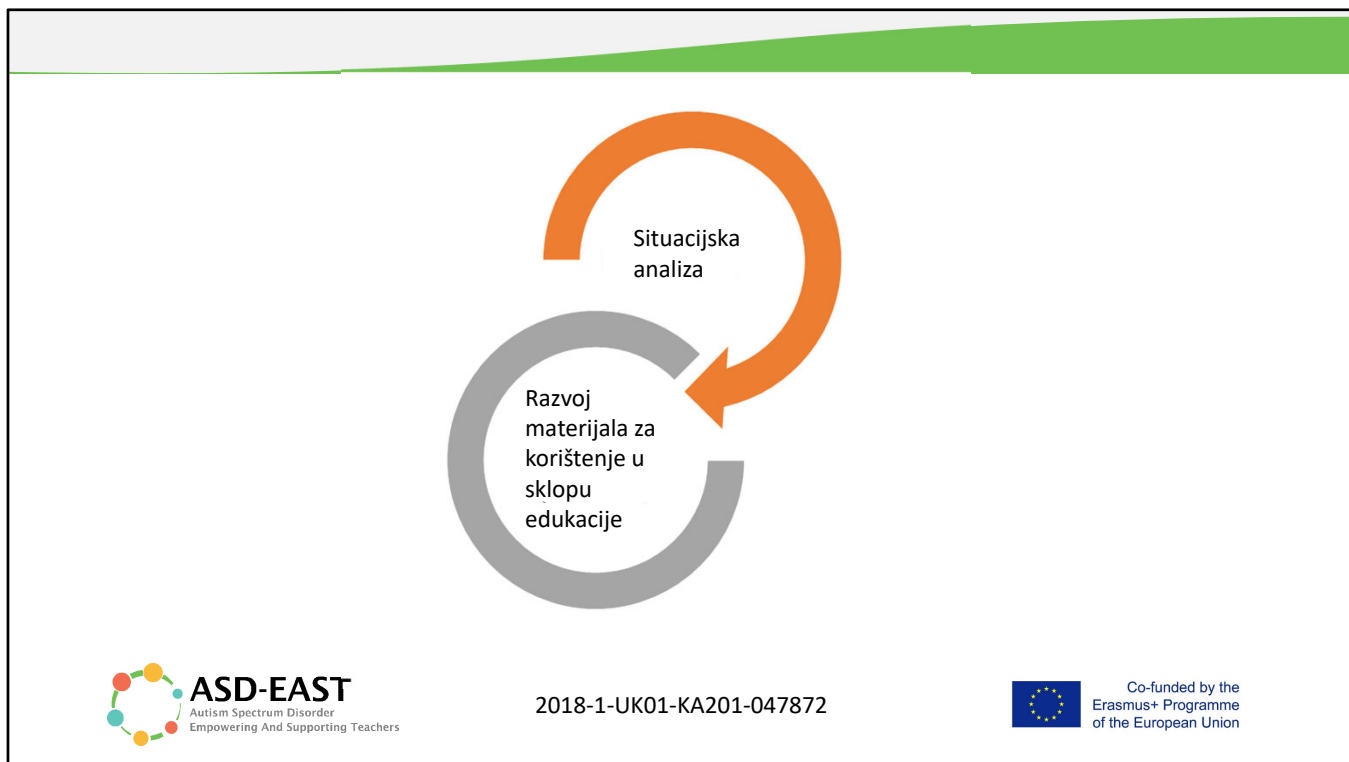 Situacijska
analiza
Razvoj
materijala za
korištenje u
sklopu
edukacije
ASD-EAST
Autism Spectrum Disorder
Empowering And Supporting Teachers
2018-1-UK01-KA201-047872
Co-funded by the
Erasmus+ Programme
of the European Union